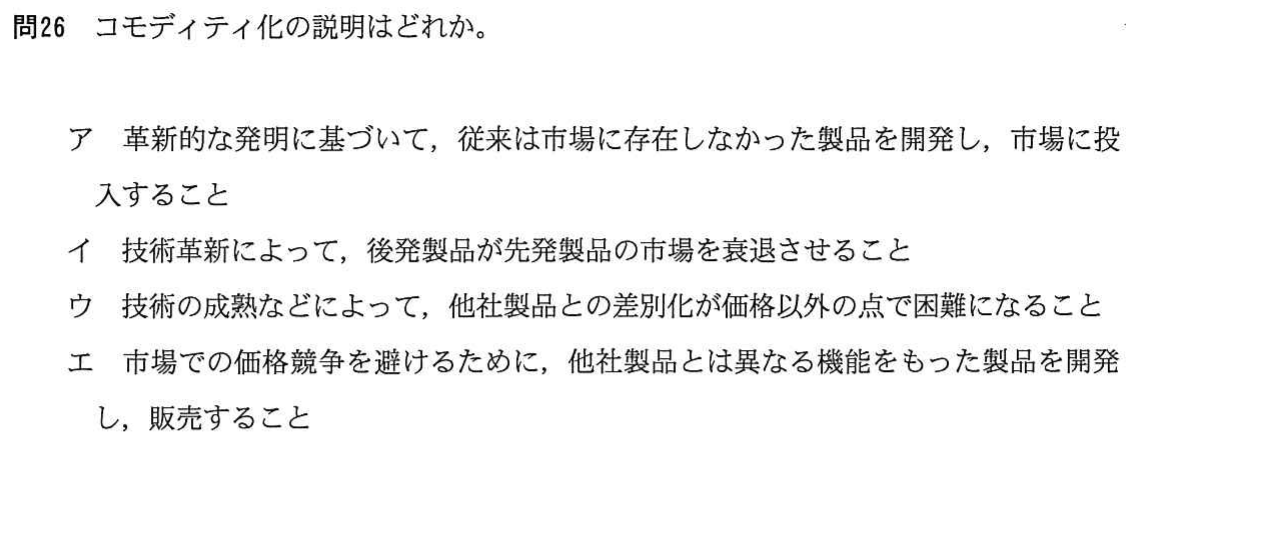 問26　コモディティ化の説明はどれか。
ア　革新的な発明に基づいて，従来は市場に存在しなかった製品を開発し，市場に投
入すること
イ　技術革新によって，後発製品が先発製品の市場を衰退させること
ウ　技術の成熟などによって，他社製品との差別化が価格以外の点で困難になること
エ　市場での価格競争を避けるために，他社製品とは異なる機能をもった製品を開発
し，販売すること